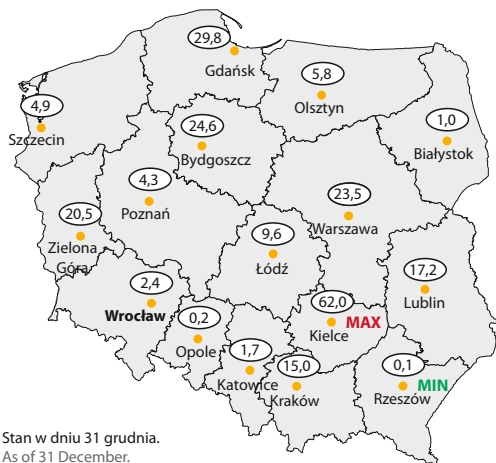 29,8
Gdańsk
5,8
Olsztyn
4,9
Szczecin
24,6
Bydgoszcz
1,0
Białystok
4,3
Poznań
20,5
Zielona
Góra
23,5
Warszawa
9,6
Łódź
17,2
Lublin
2,4
Wrocław
0,2
Opole
62,0
Kielce MAX
1,7
Katowice
15,0
Kraków
0,1
Rzeszów MIN
Stan w dniu 31 grudnia.
As of 31 December.